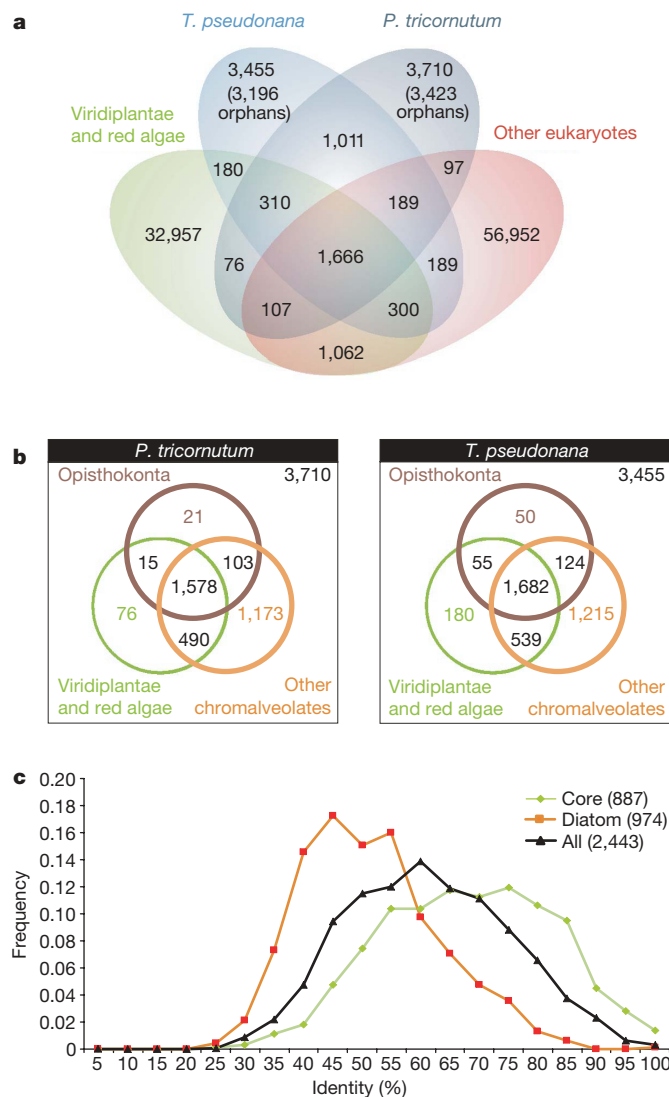 a
T. pseudonana
P. tricornutum
3,455
(3,196
orphans)
3,710
(3,423
orphans)
Viridiplantae
and red algae
Other eukaryotes
1,011
180
97
310
189
32,957
56,952
76
1,666
189
107
300
1,062
b
P. tricornutum
Opisthokonta
3,710
21
15
103
1,578
76
1,173
490
Viridiplantae
and red algae
Other
chromalveolates
T. pseudonana
Opisthokonta
3,455
50
55
124
1,682
180
1,215
539
Viridiplantae
and red algae
Other
chromalveolates
c
Frequency
0.20
0.18
0.16
0.14
0.12
0.10
0.08
0.06
0.04
0.02
0
Core (887)
Diatom (974)
All (2,443)
5 10 15 20 25 30 35 40 45 50 55 60 65 70 75 80 85 90 95 100
Identity (%)